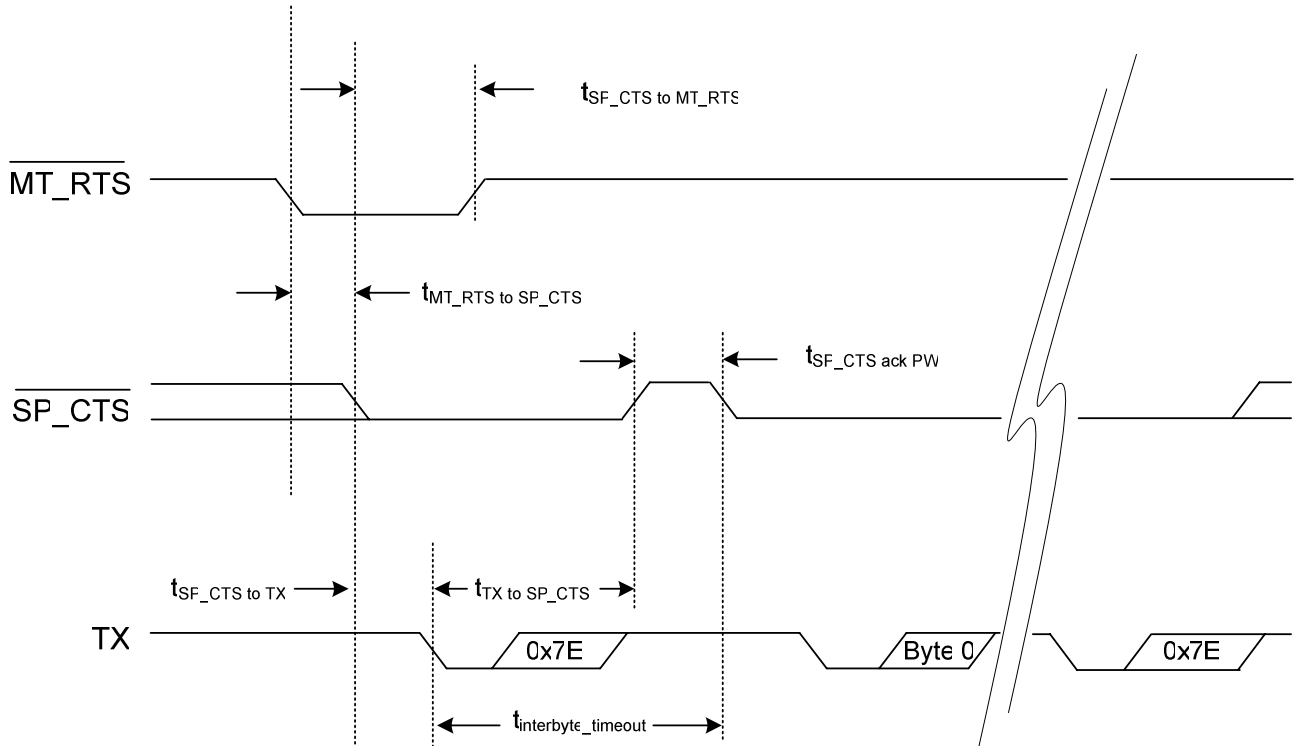 tSF_CTS to MT_RTS
MT_RTS
tMT_RTS to SP_CTS
tSF_CTS ack PW
SP_CTS
tSF_CTS to TX
tTX to SP_CTS
TX
0x7E
Byte 0
0x7E
tinterbyte_timeout